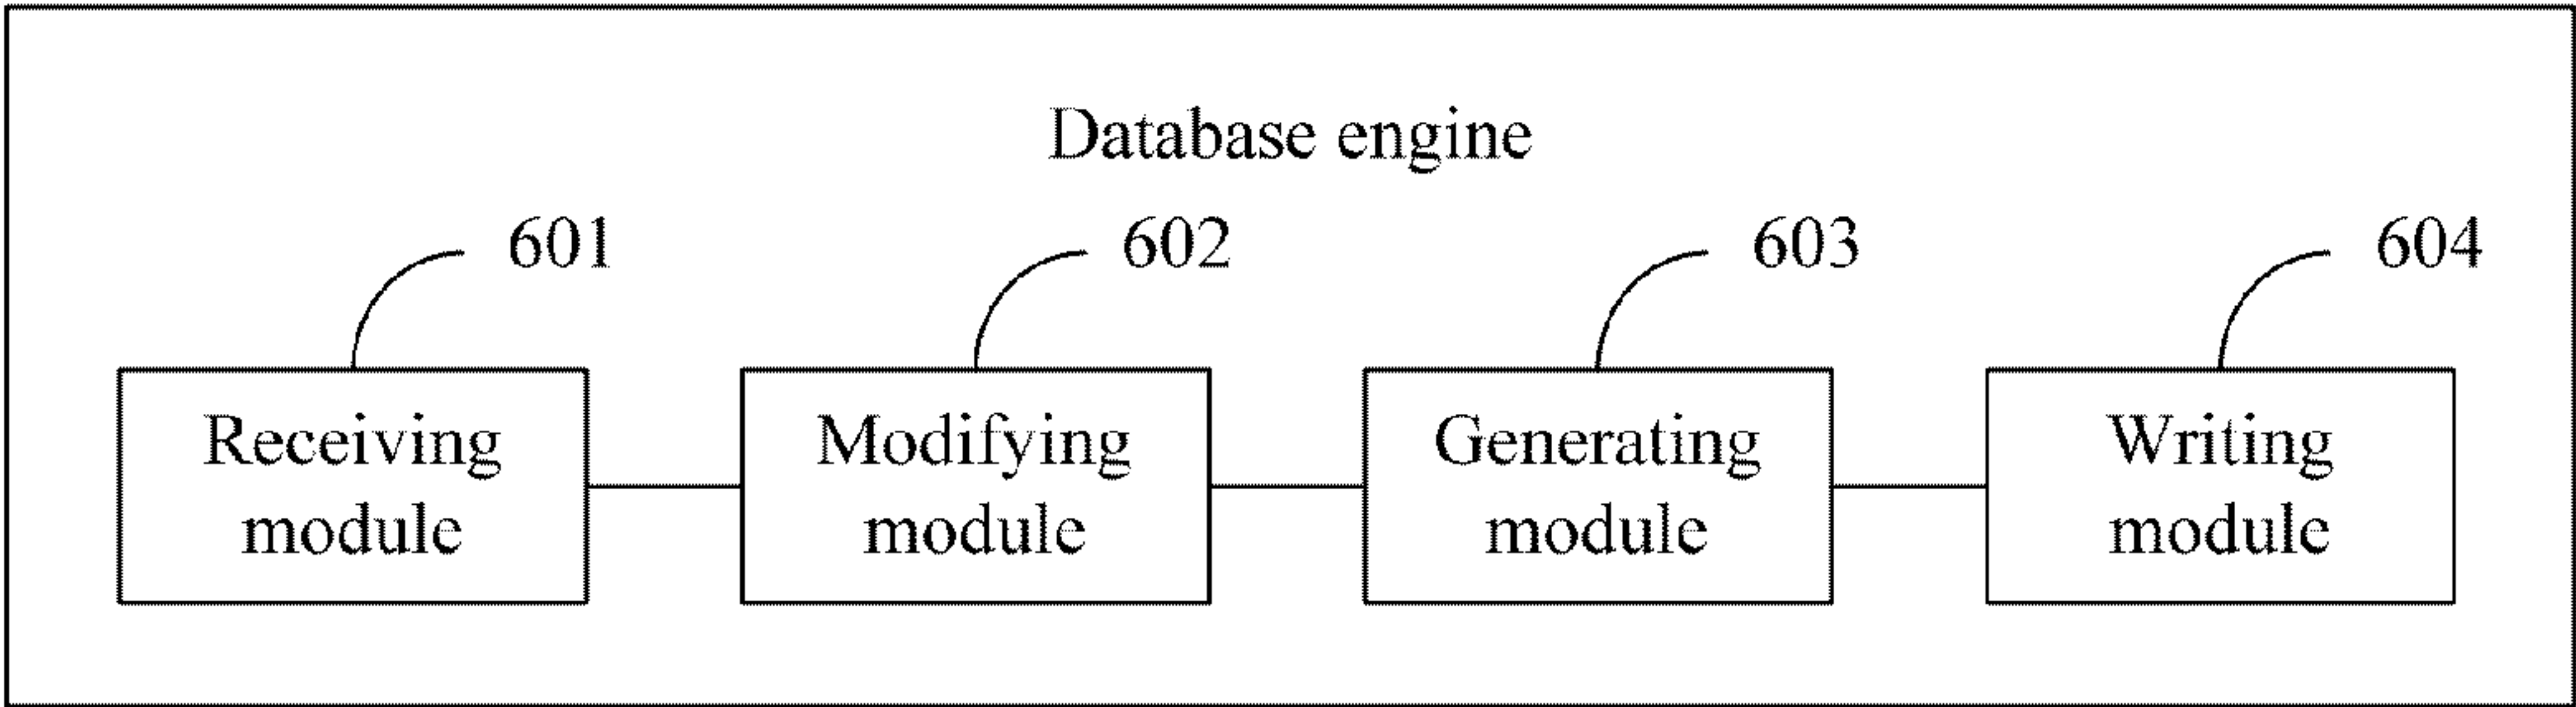 Database engine
601
602
603
604
Receiving
module
Modifying
module
Generating
module
Writing
module